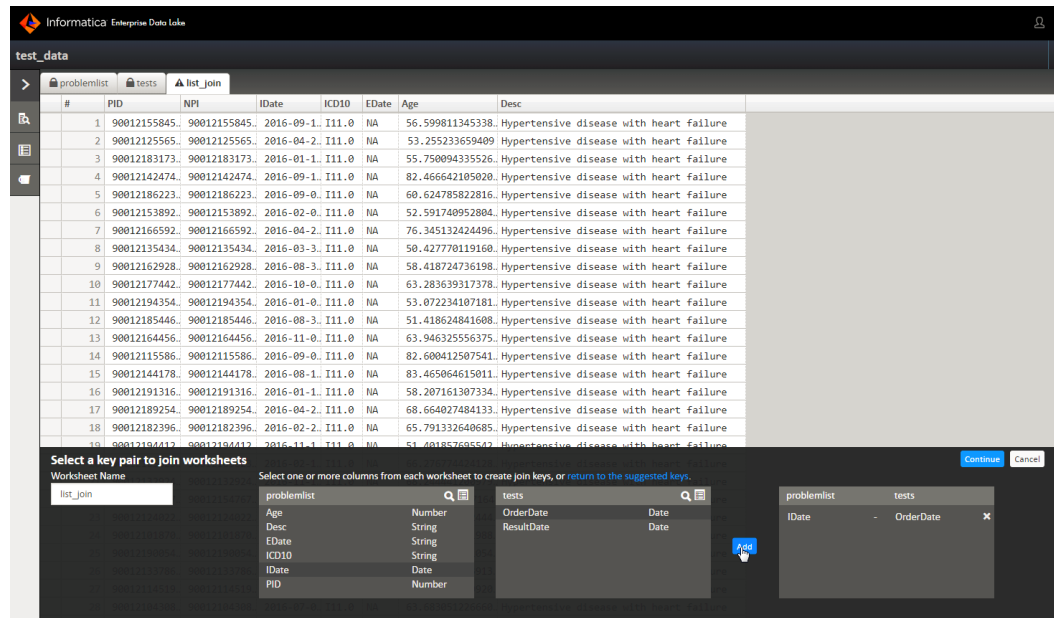 Informatica Enterprise Data Lake
test_data
problemlist tests list_join
# PID NPI IDate ICD10 EDate Age Desc
1 90012155845.. 90012155845.. 2016-09-1.. I11.0 NA 56.599811345338.. Hypertensive disease with heart failure
2 90012125565.. 90012125565.. 2016-04-2.. I11.0 NA 53.255233659409 Hypertensive disease with heart failure
3 90012183173.. 90012183173.. 2016-01-1.. I11.0 NA 55.750094335526.. Hypertensive disease with heart failure
4 90012142474.. 90012142474.. 2016-09-1.. I11.0 NA 82.466642105020.. Hypertensive disease with heart failure
5 90012186223.. 90012186223.. 2016-09-0.. I11.0 NA 60.624785822816.. Hypertensive disease with heart failure
6 90012153892.. 90012153892.. 2016-02-0.. I11.0 NA 52.591740952804.. Hypertensive disease with heart failure
7 90012166592.. 90012166592.. 2016-04-2.. I11.0 NA 76.345132424496.. Hypertensive disease with heart failure
8 90012135434.. 90012135434.. 2016-03-3.. I11.0 NA 50.427770119160.. Hypertensive disease with heart failure
9 90012162928.. 90012162928.. 2016-08-3.. I11.0 NA 58.418724736198.. Hypertensive disease with heart failure
10 90012177442.. 90012177442.. 2016-10-0.. I11.0 NA 63.283639317378.. Hypertensive disease with heart failure
11 90012194354.. 90012194354.. 2016-01-0.. I11.0 NA 53.072234107181.. Hypertensive disease with heart failure
12 90012185446.. 90012185446.. 2016-08-3.. I11.0 NA 51.418624841608.. Hypertensive disease with heart failure
13 90012164456.. 90012164456.. 2016-11-0.. I11.0 NA 63.946325556375.. Hypertensive disease with heart failure
14 90012115586.. 90012115586.. 2016-09-0.. I11.0 NA 82.600412507541.. Hypertensive disease with heart failure
15 90012144178.. 90012144178.. 2016-08-1.. I11.0 NA 83.465064615011.. Hypertensive disease with heart failure
16 90012191316.. 90012191316.. 2016-01-1.. I11.0 NA 58.207161307334.. Hypertensive disease with heart failure
17 90012189254.. 90012189254.. 2016-04-2.. I11.0 NA 68.664027484133.. Hypertensive disease with heart failure
18 90012182396.. 90012182396.. 2016-02-2.. I11.0 NA 65.791332640685.. Hypertensive disease with heart failure
19 90012194412.. 90012194412.. 2016-11-1.. I11.0 NA 51.401857695542.. Hypertensive disease with heart failure
Select a key pair to join worksheets Continue Cancel
Worksheet Name Select one or more columns from each worksheet to create join keys, or return to the suggested keys.
list_join problemlist tests problemlist tests
Age Number OrderDate Date IDate - OrderDate
Desc String ResultDate Date
EDate String
ICD10 String
IDate Date
PID Number
Add